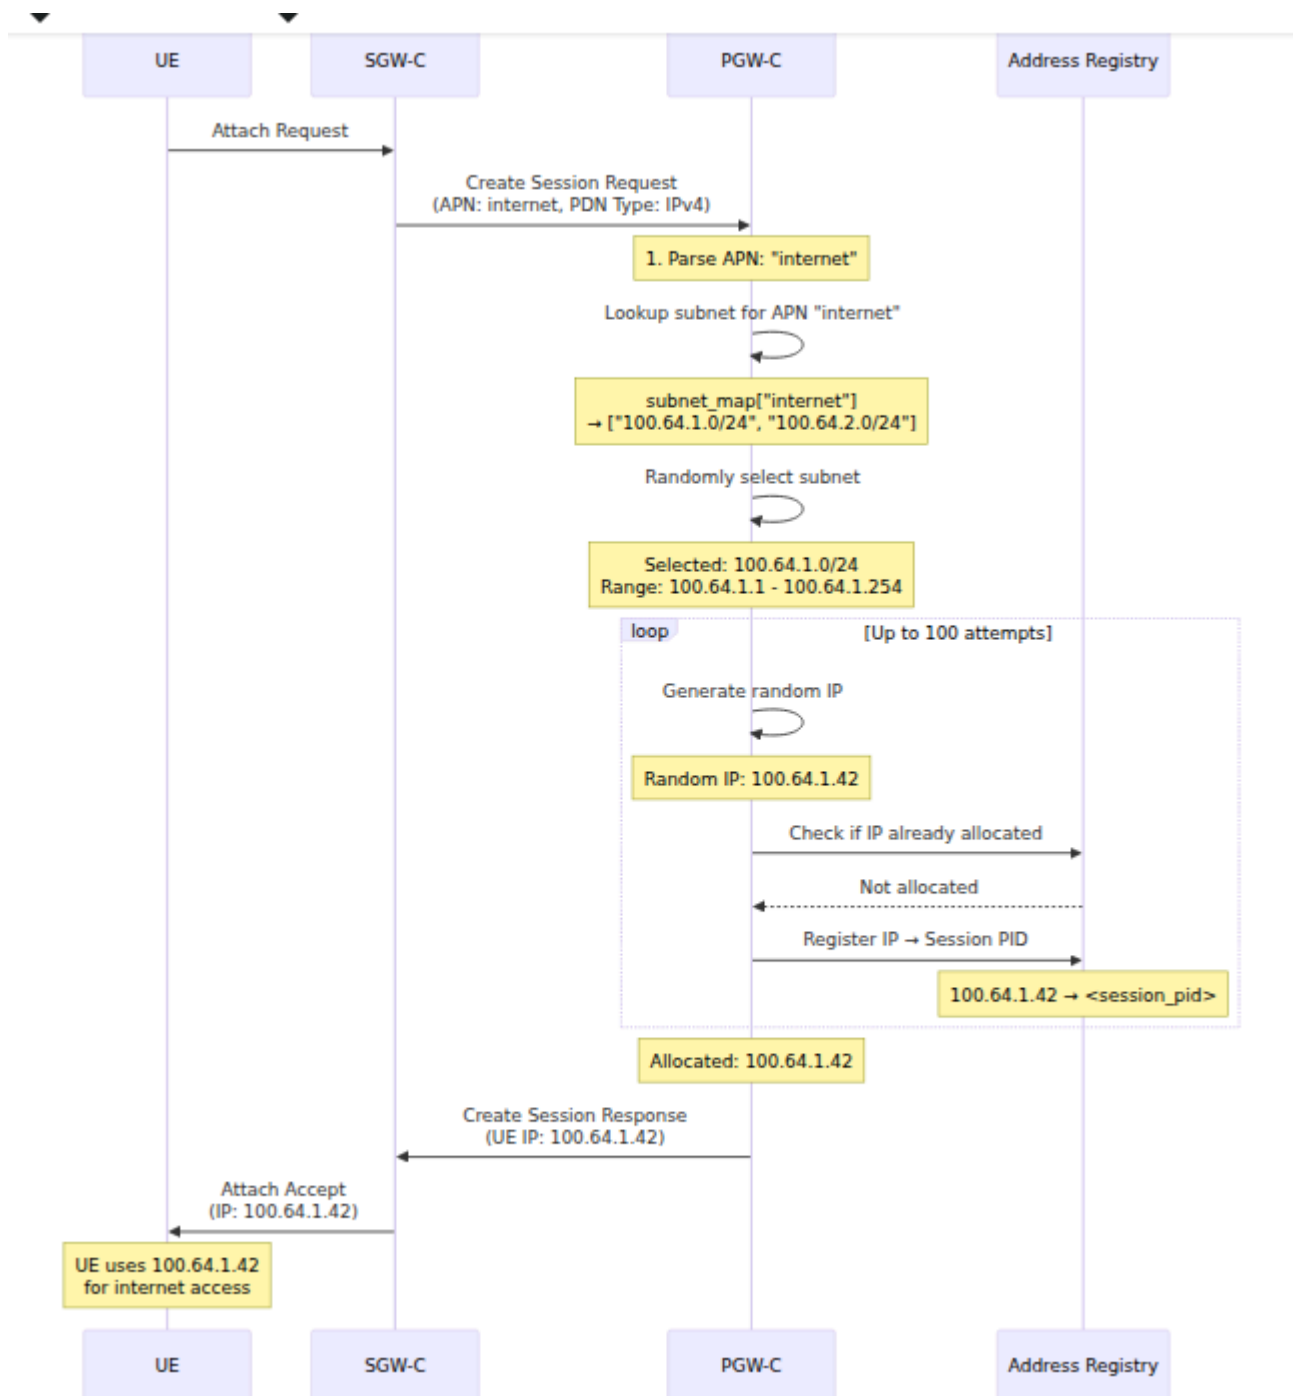 UE
SGW-C
PGW-C
Address Registry
Attach Request
Create Session Request
(APN: internet, PDN Type: IPv4)
1. Parse APN: "internet"
Lookup subnet for APN "internet"
subnet_map["internet"]
→ ["100.64.1.0/24", "100.64.2.0/24"]
Randomly select subnet
Selected: 100.64.1.0/24
Range: 100.64.1.1 - 100.64.1.254
loop
[Up to 100 attempts]
Generate random IP
Random IP: 100.64.1.42
Check if IP already allocated
Not allocated
Register IP → Session PID
100.64.1.42 → <session_pid>
Allocated: 100.64.1.42
Create Session Response
(UE IP: 100.64.1.42)
Attach Accept
(IP: 100.64.1.42)
UE uses 100.64.1.42
for internet access
UE
SGW-C
PGW-C
Address Registry